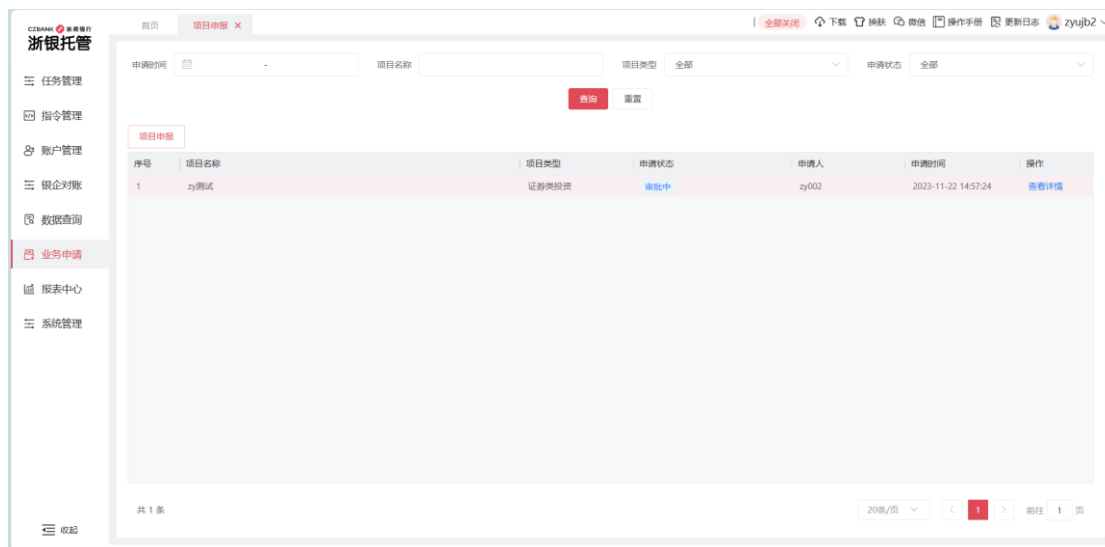 CZBANK 浙商银行
浙银托管
首页 项目申报 ×
全部关闭 下载 换肤 微信 操作手册 更新日志 zyujb2
任务管理
指令管理
账户管理
银企对账
数据查询
业务申请
报表中心
系统管理
收起
申请时间 - 项目名称 项目类型 全部 申请状态 全部
查询 重置
项目申报
序号 项目名称 项目类型 申请状态 申请人 申请时间 操作
1 zy测试 证券类投资 审批中 zy002 2023-11-22 14:57:24 查看详情
共 1 条 20条/页 < 1 > 前往 1 页